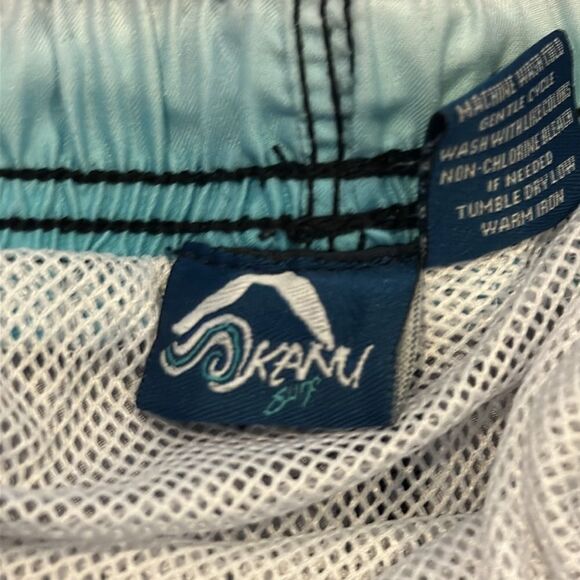 KANU
Surf
MACHINE WASH COLD
GENTLE CYCLE
WASH WITH LIKE COLORS
NON-CHLORINE BLEACH
IF NEEDED
TUMBLE DRY LOW
WARM IRON